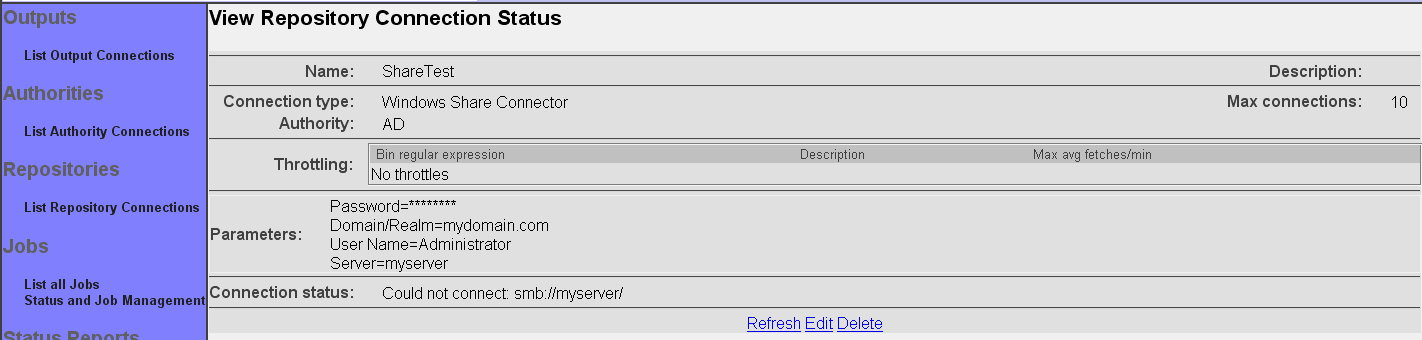 Outputs
List Output Connections
Authorities
List Authority Connections
Repositories
List Repository Connections
Jobs
List all Jobs
Status and Job Management
Status Reports
View Repository Connection Status
Name: ShareTest Description:
Connection type: Windows Share Connector Max connections: 10
Authority: AD
Throttling: Bin regular expression Description Max avg fetches/min
No throttles
Parameters: Password=********
Domain/Realm=mydomain.com
User Name=Administrator
Server=myserver
Connection status: Could not connect: smb://myserver/
Refresh Edit Delete